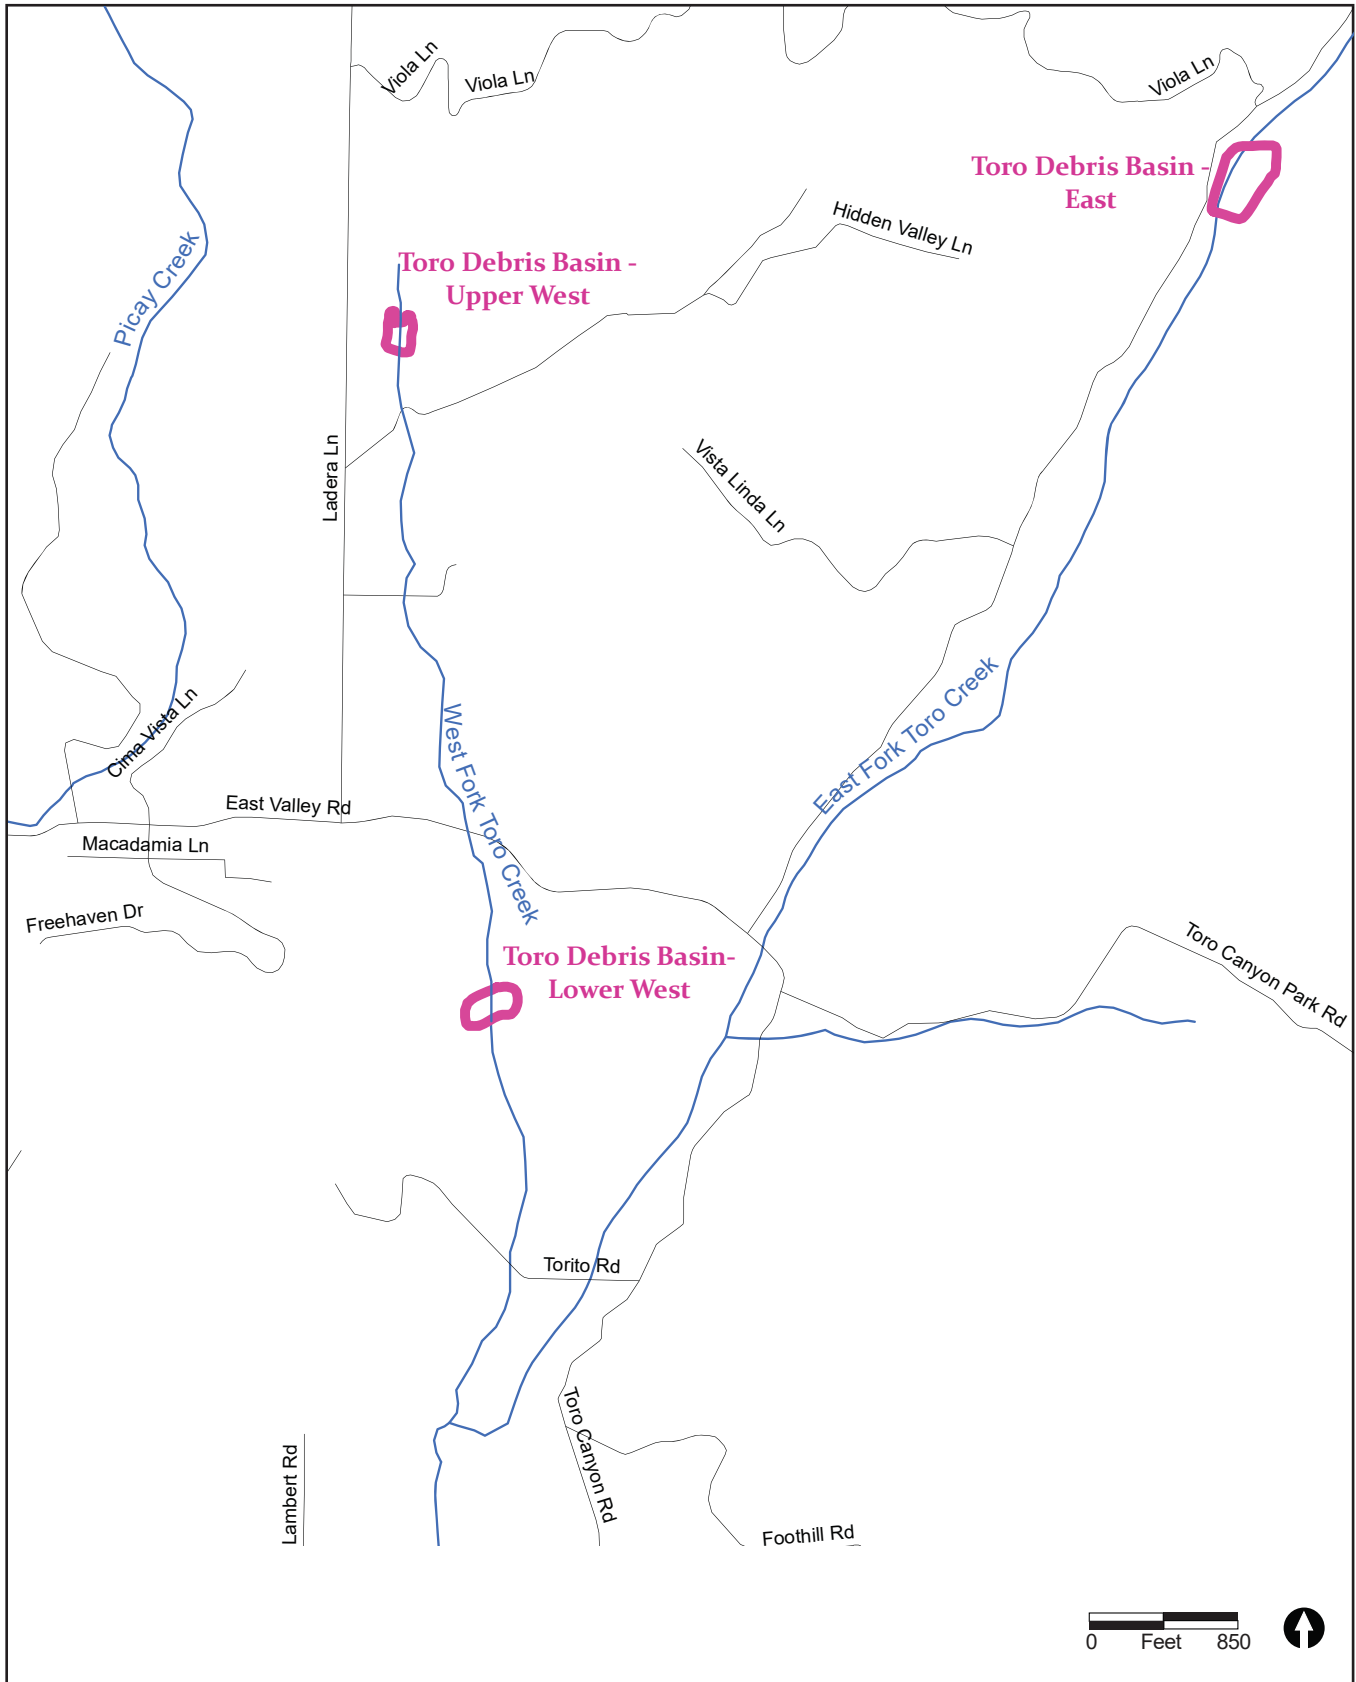 Viola Ln
Viola Ln
Viola Ln
Toro Debris Basin -
East
Hidden Valley Ln
Picay Creek
Toro Debris Basin -
Upper West
Ladera Ln
Vista Linda Ln
Cima Vista Ln
West Fork Toro Creek
East Fork Toro Creek
East Valley Rd
Macadamia Ln
Freehaven Dr
Toro Debris Basin-
Lower West
Toro Canyon Park Rd
Torito Rd
Toro Canyon Rd
Lambert Rd
Foothill Rd
0 Feet 850